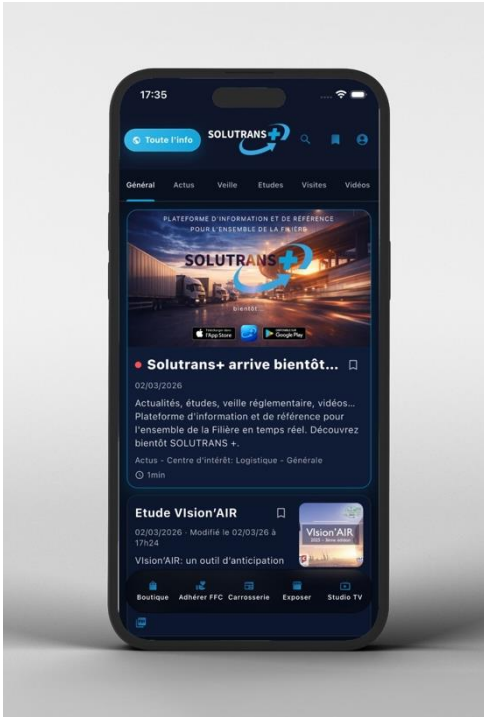 17:35
Toute l'info
SOLUTRANS+
Général Actus Veille Etudes Visites Vidéos
PLATEFORME D'INFORMATION ET DE RÉFÉRENCE
POUR L'ENSEMBLE DE LA FILIÈRE
SOLUTRANS+
bientôt...
App Store
Google Play
Solutrans+ arrive bientôt...
02/03/2026
Actualités, études, veille réglementaire, vidéos...
Plateforme d'information et de référence pour
l'ensemble de la Filière en temps réel. Découvrez
bientôt SOLUTRANS +.
Actus - Centre d'intérêt: Logistique - Générale
1min
Etude VIsion'AIR
02/03/2026 · Modifié le 02/03/26 à
17h24
VIsion'AIR: un outil d'anticipation
VIsion'AIR
Boutique Adhérer FFC Carrosserie Exposer Studio TV